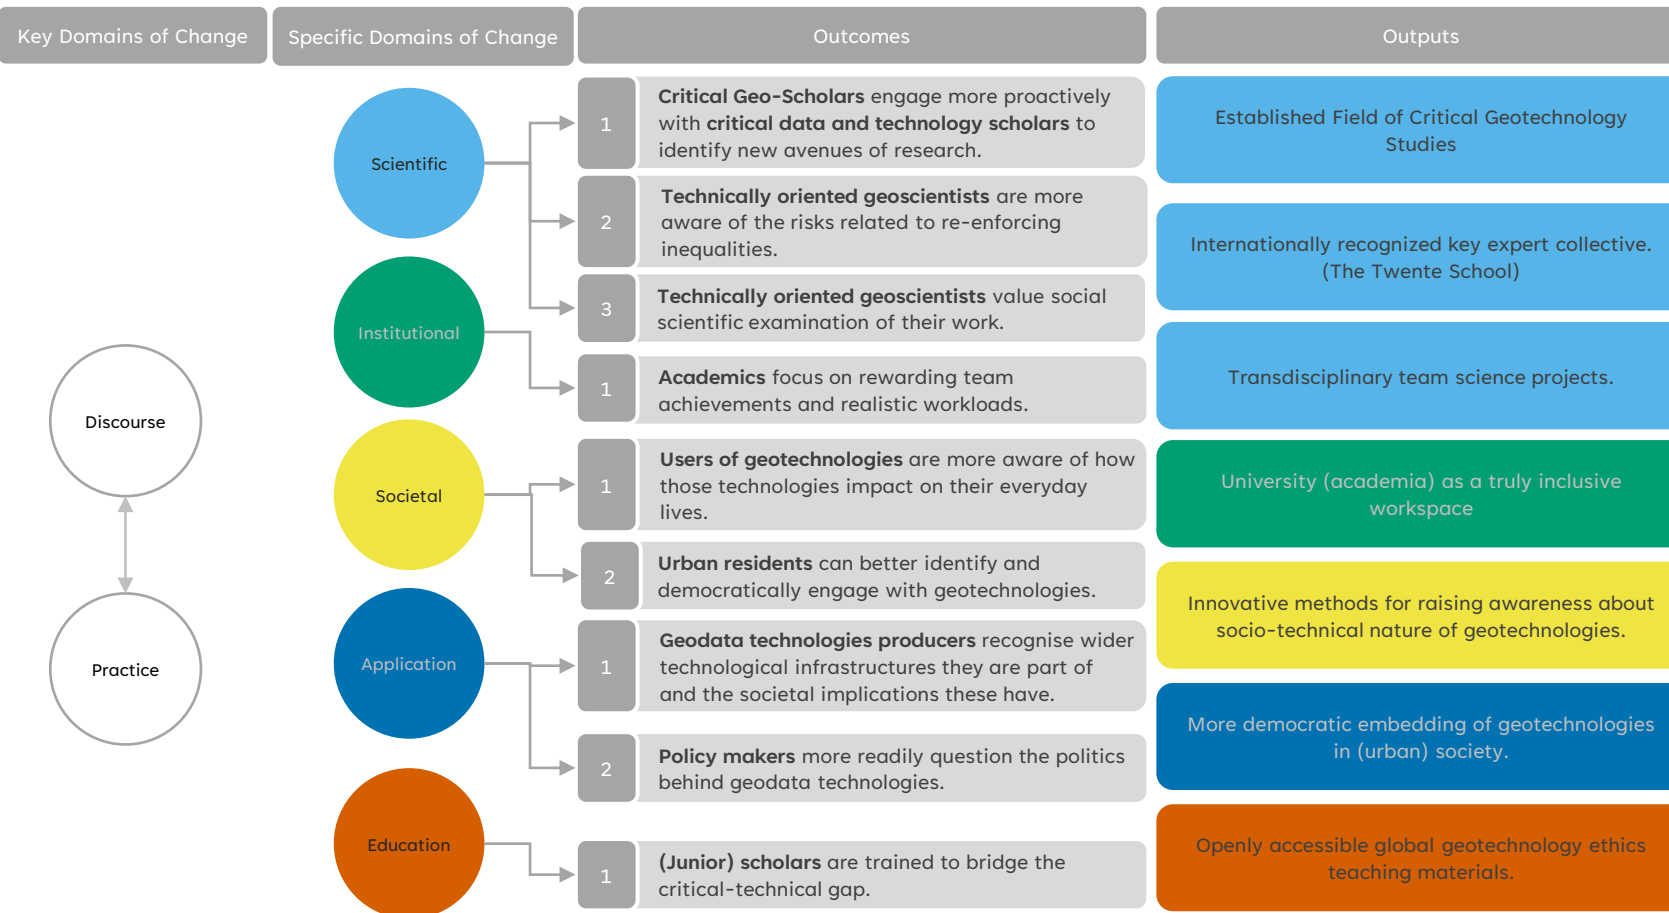 Key Domains of Change
Specific Domains of Change
Outcomes
Outputs
Discourse
Practice
Scientific
Institutional
Societal
Application
Education
1
Critical Geo-Scholars engage more proactively
with critical data and technology scholars to
identify new avenues of research.
2
Technically oriented geoscientists are more
aware of the risks related to re-enforcing
inequalities.
3
Technically oriented geoscientists value social
scientific examination of their work.
1
Academics focus on rewarding team
achievements and realistic workloads.
1
Users of geotechnologies are more aware of how
those technologies impact on their everyday
lives.
2
Urban residents can better identify and
democratically engage with geotechnologies.
1
Geodata technologies producers recognise wider
technological infrastructures they are part of
and the societal implications these have.
2
Policy makers more readily question the politics
behind geodata technologies.
1
(Junior) scholars are trained to bridge the
critical-technical gap.
Established Field of Critical Geotechnology
Studies
Internationally recognized key expert collective.
(The Twente School)
Transdisciplinary team science projects.
University (academia) as a truly inclusive
workspace
Innovative methods for raising awareness about
socio-technical nature of geotechnologies.
More democratic embedding of geotechnologies
in (urban) society.
Openly accessible global geotechnology ethics
teaching materials.